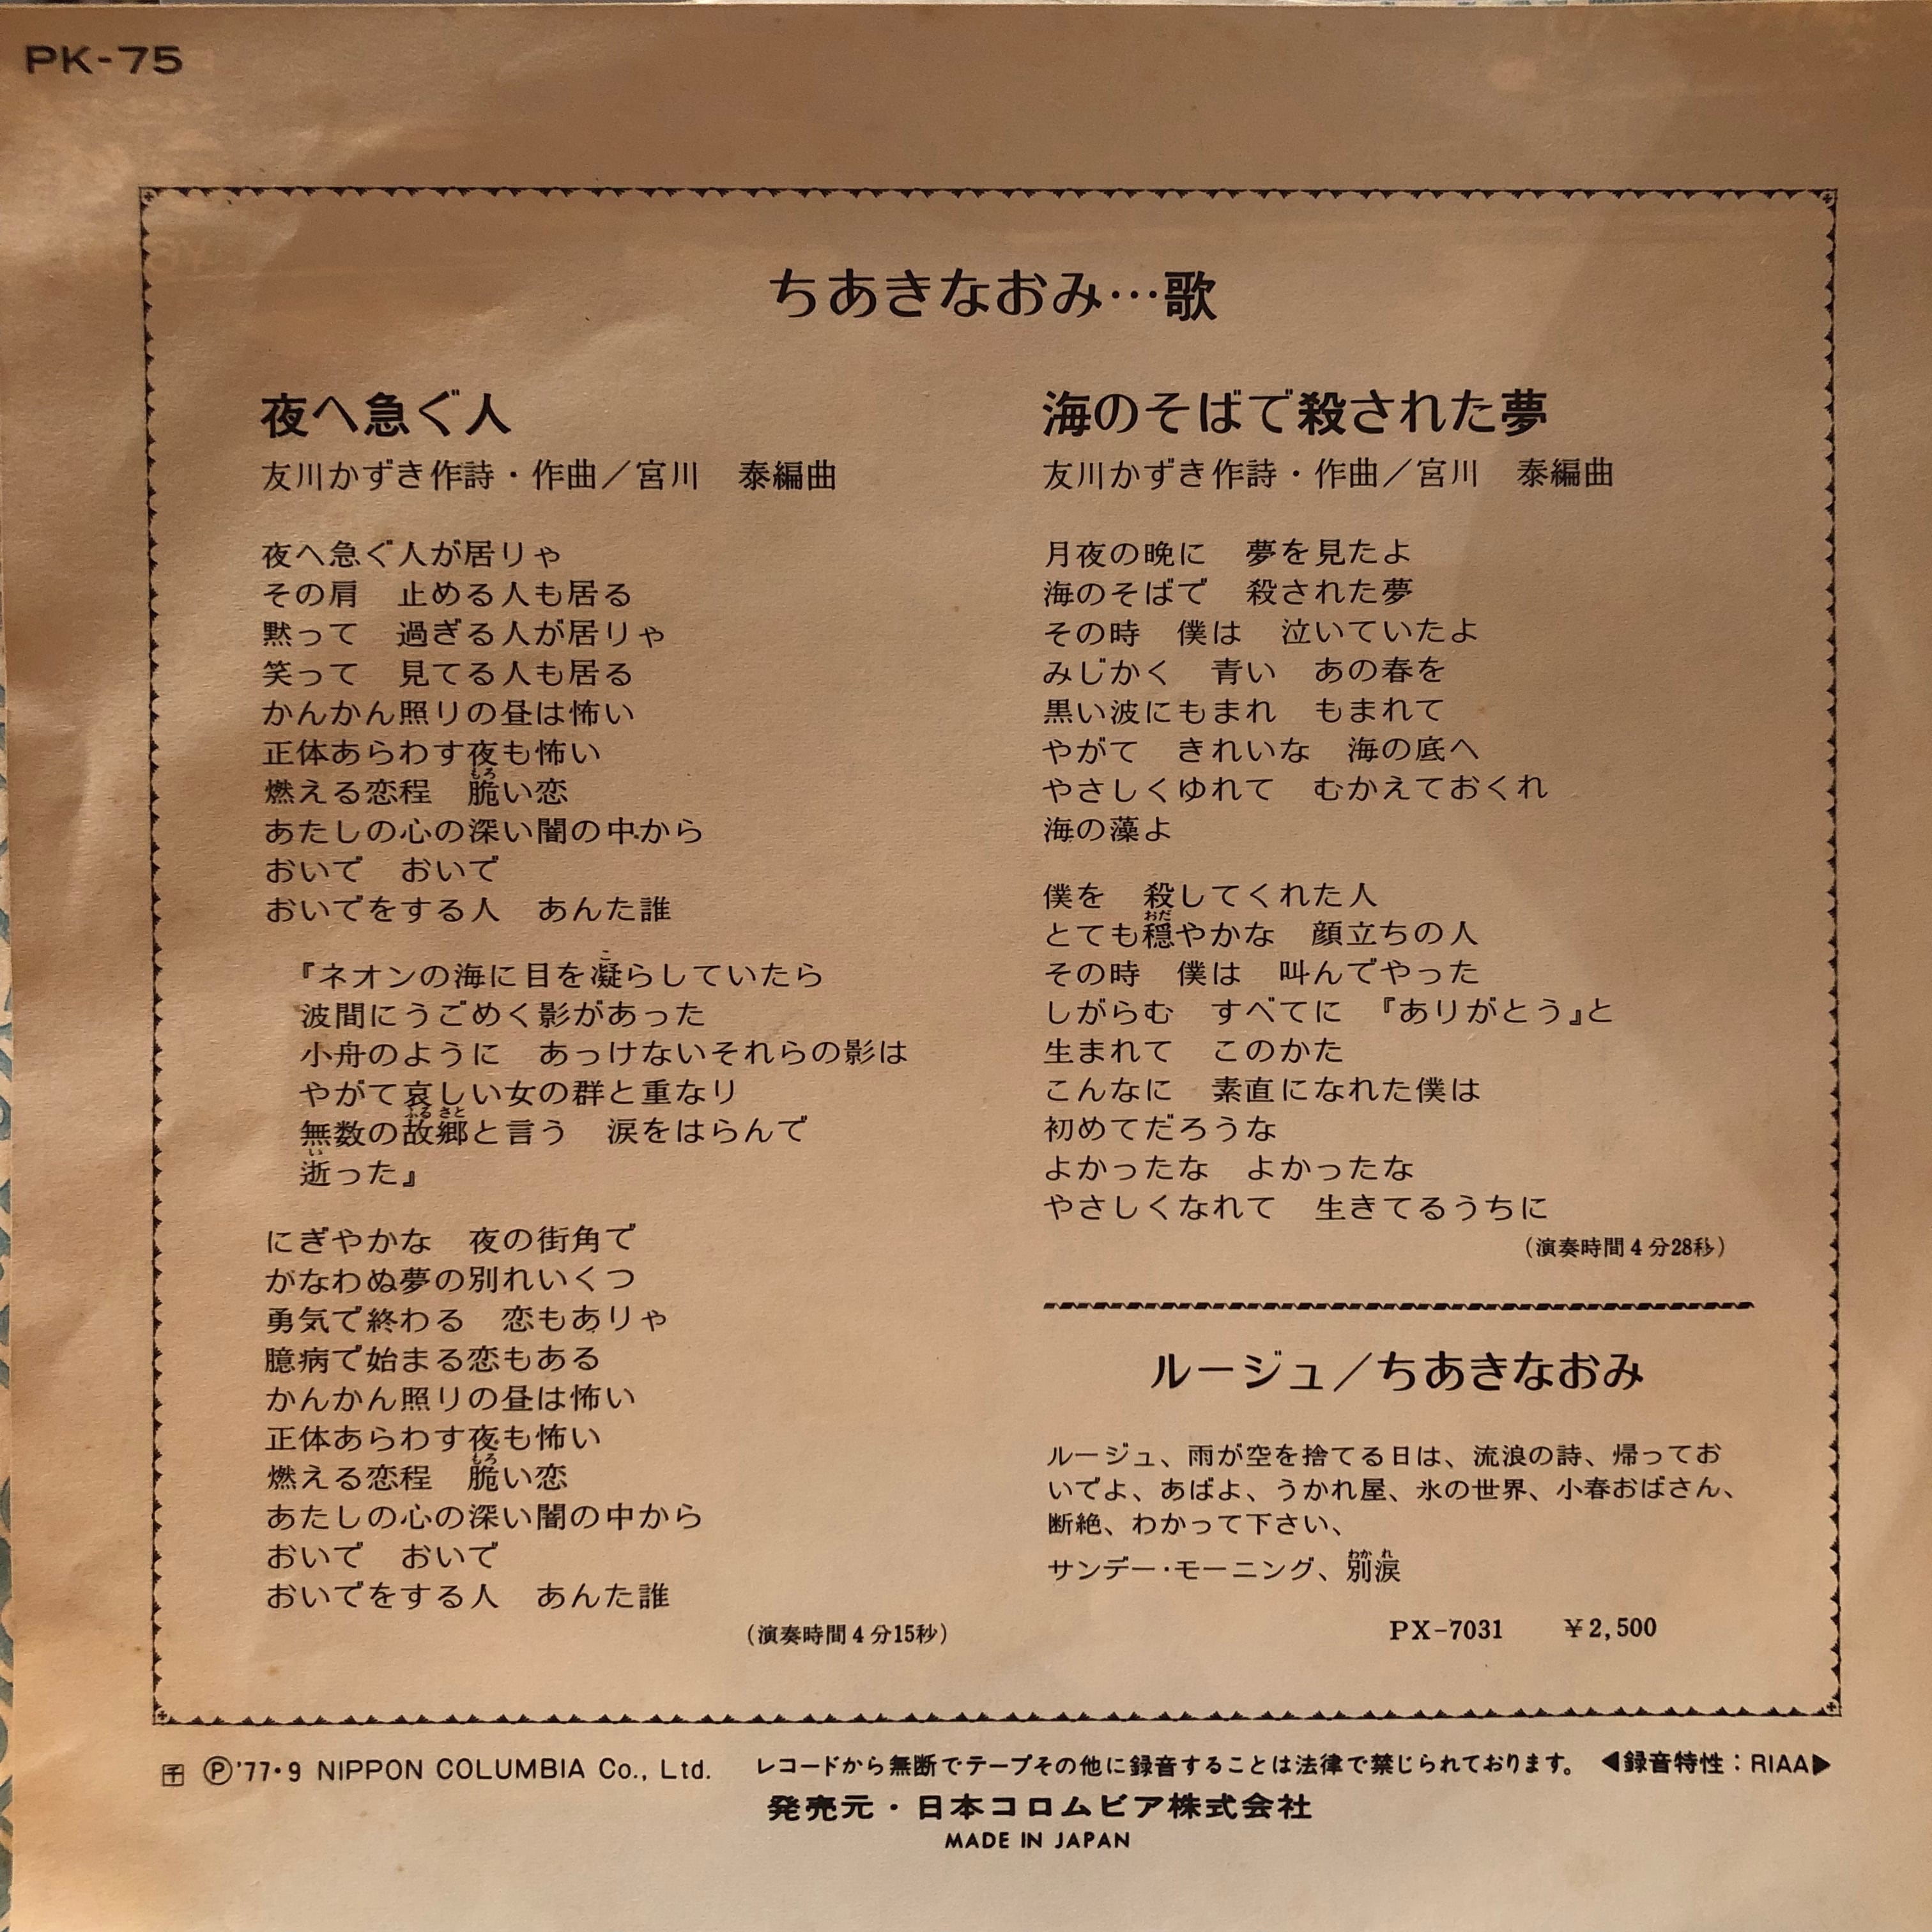 PK-75
ちあきなおみ…歌
夜へ急ぐ人
友川かずき作詩・作曲／宮川　泰編曲
夜へ急ぐ人が居りゃ
その肩　止める人も居る
黙って　過ぎる人が居りゃ
笑って　見てる人も居る
かんかん照りの昼は怖い
正体あらわす夜も怖い
燃える恋程　脆い恋
もろ
あたしの心の深い闇の中から
おいで　おいで
おいでをする人　あんた誰
『ネオンの海に目を凝らしていたら
こ
波間にうごめく影があった
小舟のように　あっけないそれらの影は
やがて哀しい女の群と重なり
無数の故郷と言う　涙をはらんで
ふるさと
逝った』
い
にぎやかな　夜の街角で
がなわぬ夢の別れいくつ
勇気で終わる　恋もありゃ
臆病で始まる恋もある
かんかん照りの昼は怖い
正体あらわす夜も怖い
燃える恋程　脆い恋
もろ
あたしの心の深い闇の中から
おいで　おいで
おいでをする人　あんた誰
（演奏時間4分15秒）
海のそばで殺された夢
友川かずき作詩・作曲／宮川　泰編曲
月夜の晩に　夢を見たよ
海のそばで　殺された夢
その時　僕は　泣いていたよ
みじかく　青い　あの春を
黒い波にもまれ　もまれて
やがて　きれいな　海の底へ
やさしくゆれて　むかえておくれ
海の藻よ
僕を　殺してくれた人
とても穏やかな　顔立ちの人
おだ
その時　僕は　叫んでやった
しがらむ　すべてに　『ありがとう』と
生まれて　このかた
こんなに　素直になれた僕は
初めてだろうな
よかったな　よかったな
やさしくなれて　生きてるうちに
（演奏時間4分28秒）
ルージュ／ちあきなおみ
ルージュ、雨が空を捨てる日は、流浪の詩、帰ってお
いでよ、あばよ、うかれ屋、氷の世界、小春おばさん、
断絶、わかって下さい、
サンデー・モーニング、別涙
わかれ
PX-7031　￥2,500
㋐ Ⓟ'77・9 NIPPON COLUMBIA Co., Ltd.　レコードから無断でテープその他に録音することは法律で禁じられております。　◀録音特性：RIAA▶
発売元・日本コロムビア株式会社
MADE IN JAPAN